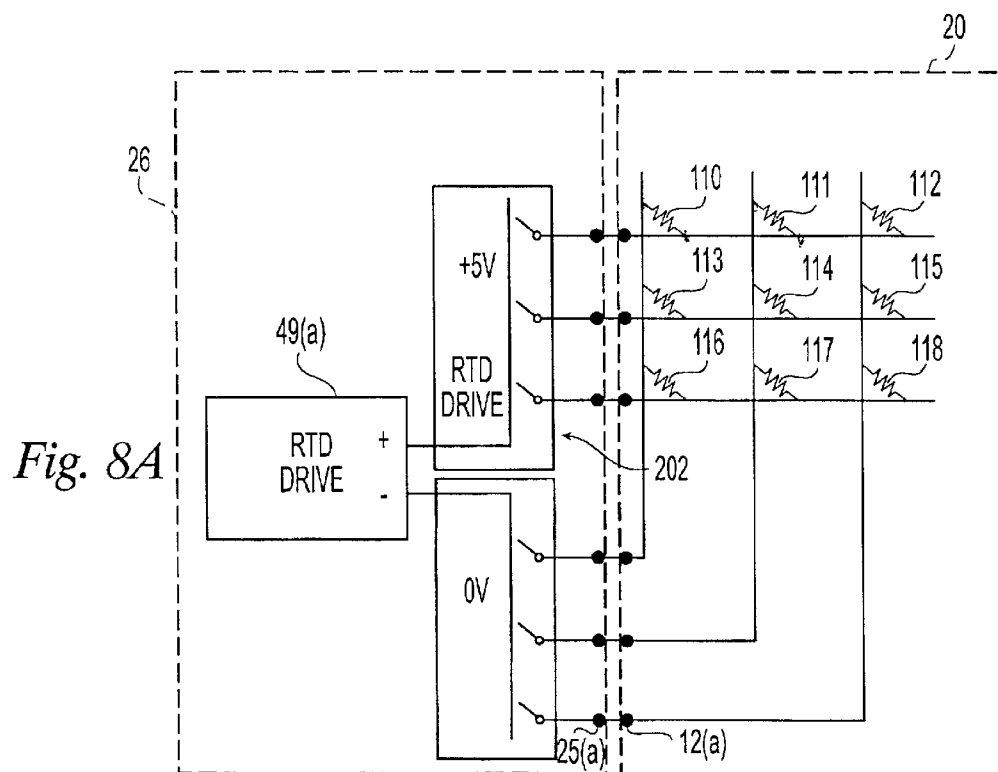 20
26
110
111
112
+5V
113
114
115
49(a)
RTD
DRIVE
116
117
118
RTD
DRIVE
+
-
Fig. 8A
202
0V
25(a)
12(a)